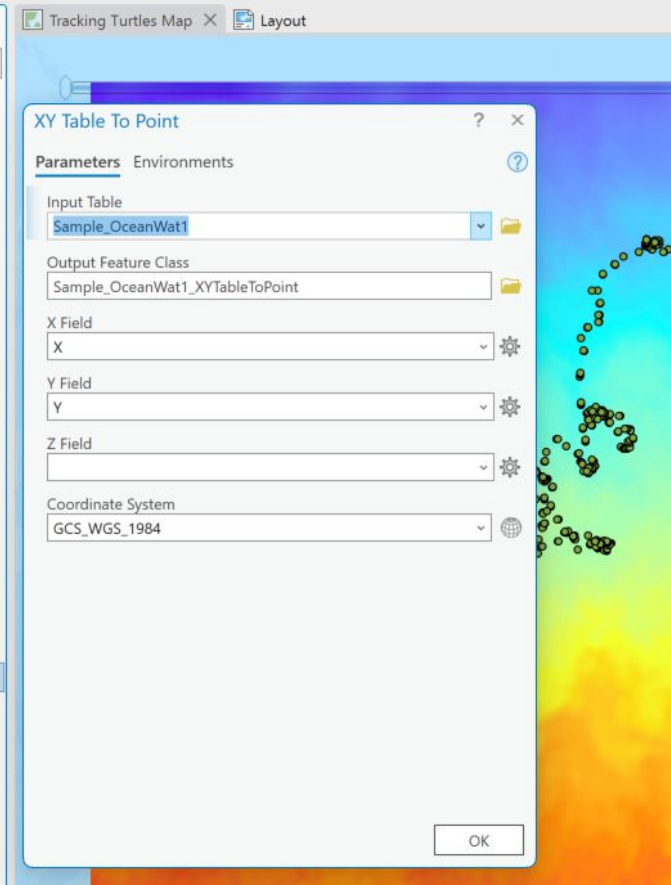 Tracking Turtles Map
Layout
XY Table To Point
Parameters Environments
Input Table
Sample_OceanWat1
Output Feature Class
Sample_OceanWat1_XYTableToPoint
X Field
X
Y Field
Y
Z Field
Coordinate System
GCS_WGS_1984
OK